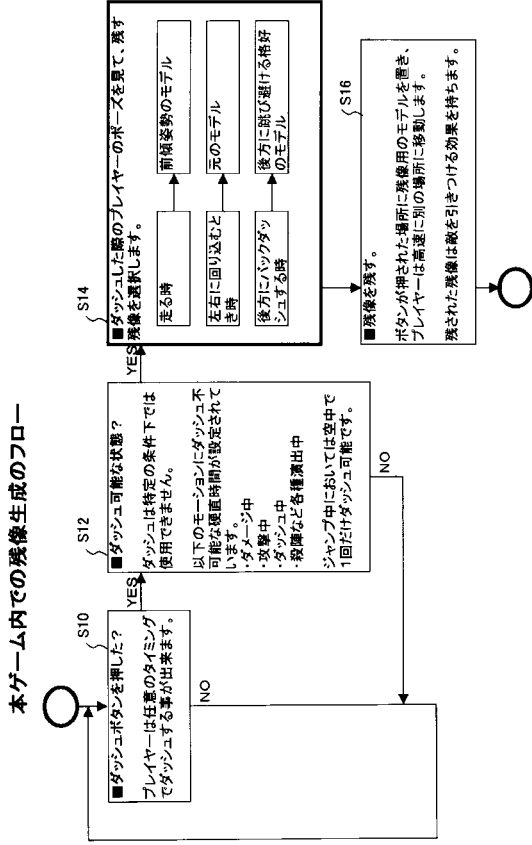 本ゲーム内での残像生成のフロー
S10
■ダッシュボタンを押した?
プレイヤーは任意のタイミング
でダッシュする事が出来ます。
YES
NO
S12
■ダッシュ可能な状態?
ダッシュは特定の条件下では
使用できません。
以下のモーションにダッシュ不
可能な硬直時間が設定されて
います。
・ダメージ中
・攻撃中
・ダッシュ中
・殺陣など各種演出中
ジャンプ中においては空中で
1回だけダッシュ可能です。
YES
NO
S14
■ダッシュした際のプレイヤーのポーズを見て、残す
残像を選択します。
走る時
前傾姿勢のモデル
左右に回り込むと
き時
元のモデル
後方にバックダッ
シュする時
後方に跳び避ける格好
のモデル
S16
■残像を残す。
ボタンが押された場所に残像用のモデルを置き、
プレイヤーは高速に別の場所に移動します。
残された残像は敵を引きつける効果を持ちます。